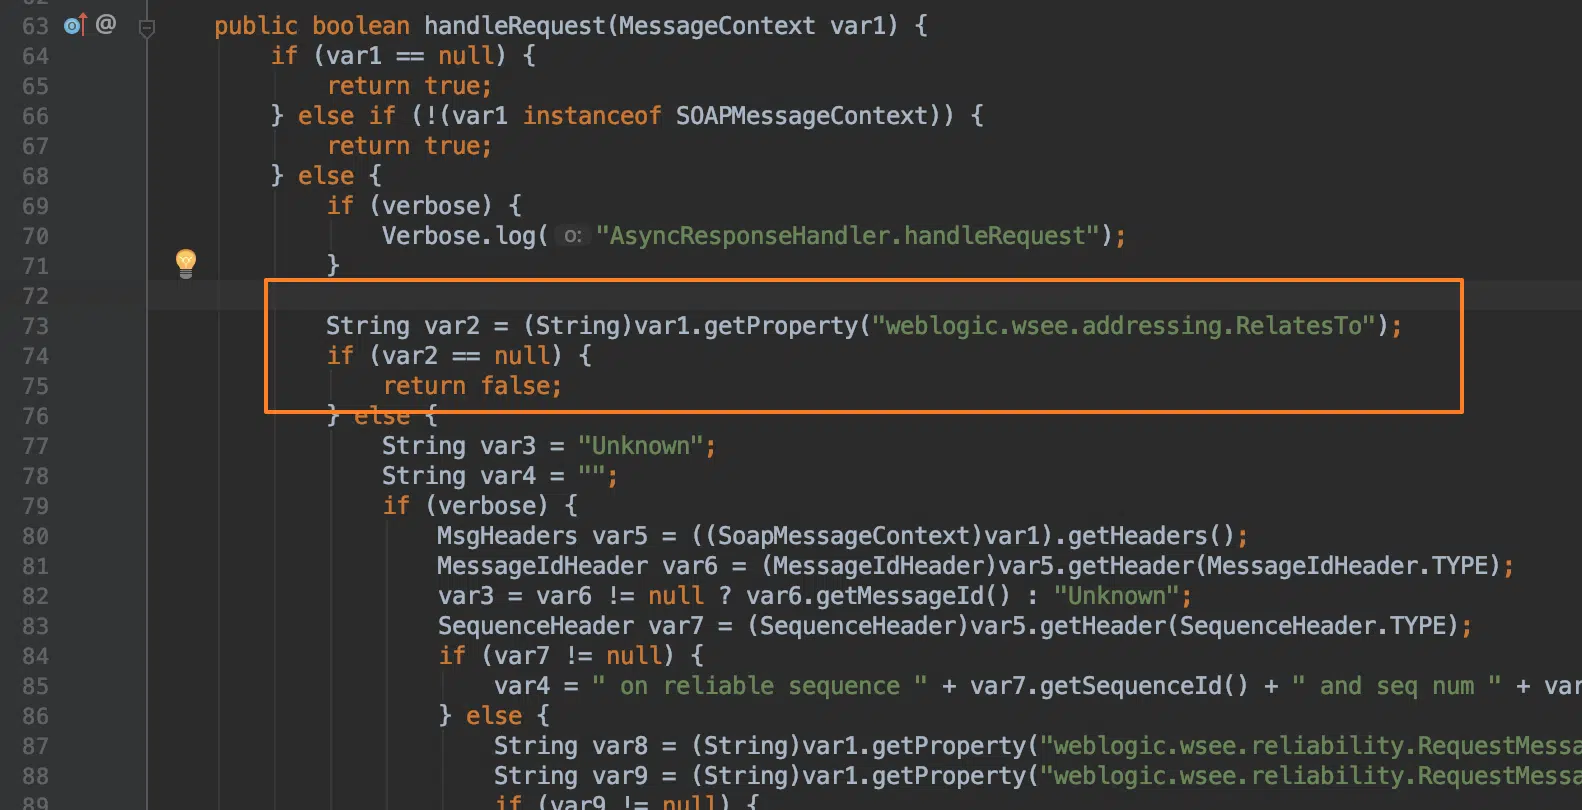 63 @ public boolean handleRequest(MessageContext var1) {
64 if (var1 == null) {
65 return true;
66 } else if (!(var1 instanceof SOAPMessageContext)) {
67 return true;
68 } else {
69 if (verbose) {
70 Verbose.log( o: "AsyncResponseHandler.handleRequest");
71 }
72
73 String var2 = (String)var1.getProperty("weblogic.wsee.addressing.RelatesTo");
74 if (var2 == null) {
75 return false;
76 } else {
77 String var3 = "Unknown";
78 String var4 = "";
79 if (verbose) {
80 MsgHeaders var5 = ((SoapMessageContext)var1).getHeaders();
81 MessageIdHeader var6 = (MessageIdHeader)var5.getHeader(MessageIdHeader.TYPE);
82 var3 = var6 != null ? var6.getMessageId() : "Unknown";
83 SequenceHeader var7 = (SequenceHeader)var5.getHeader(SequenceHeader.TYPE);
84 if (var7 != null) {
85 var4 = " on reliable sequence " + var7.getSequenceId() + " and seq num " + var
86 } else {
87 String var8 = (String)var1.getProperty("weblogic.wsee.reliability.RequestMessa
88 String var9 = (String)var1.getProperty("weblogic.wsee.reliability.RequestMessa
89 if (var9 != null) {